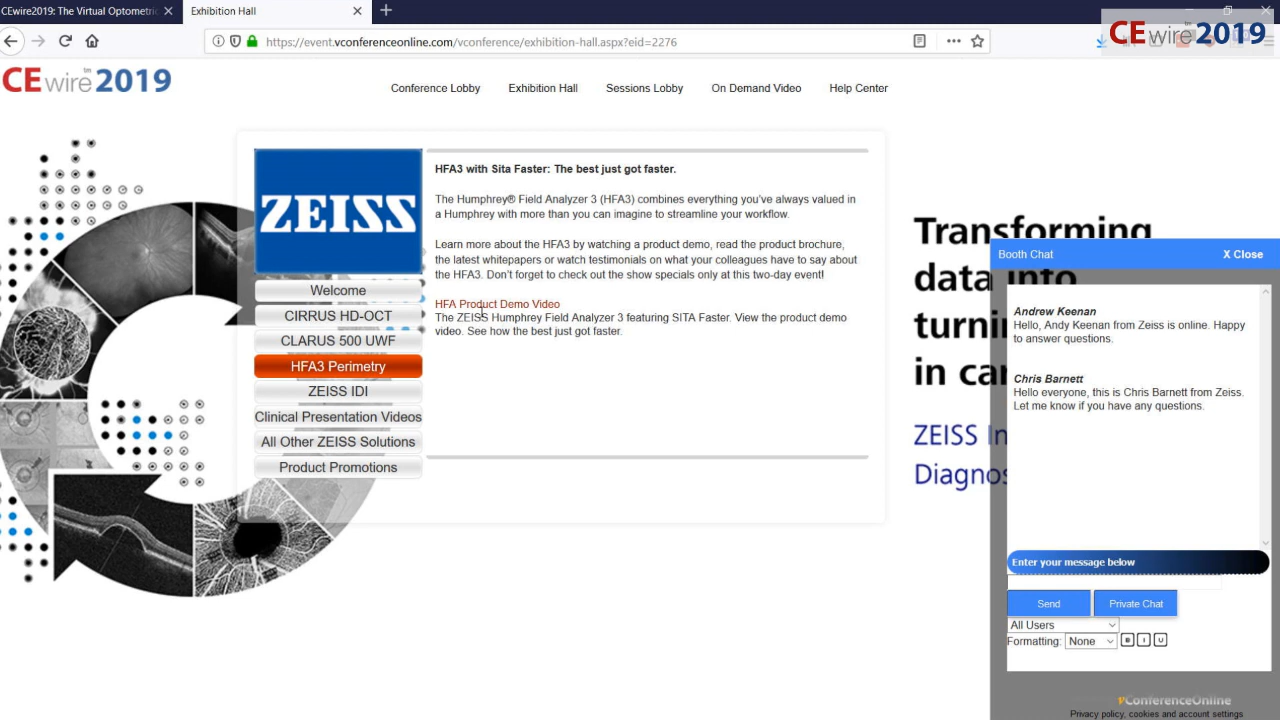 CEwire2019: The Virtual Optometric
Exhibition Hall
https://event.vconferenceonline.com/vconference/exhibition-hall.aspx?eid=2276
CEwire™2019
CEwire™2019
Conference Lobby
Exhibition Hall
Sessions Lobby
On Demand Video
Help Center
ZEISS
Welcome
CIRRUS HD-OCT
CLARUS 500 UWF
HFA3 Perimetry
ZEISS IDI
Clinical Presentation Videos
All Other ZEISS Solutions
Product Promotions
HFA3 with Sita Faster: The best just got faster.
The Humphrey® Field Analyzer 3 (HFA3) combines everything you've always valued in
a Humphrey with more than you can imagine to streamline your workflow.
Learn more about the HFA3 by watching a product demo, read the product brochure,
the latest whitepapers or watch testimonials on what your colleagues have to say about
the HFA3. Don't forget to check out the show specials only at this two-day event!
HFA Product Demo Video
The ZEISS Humphrey Field Analyzer 3 featuring SITA Faster. View the product demo
video. See how the best just got faster.
Transforming
data into
turni
in ca
ZEISS In
Diagnos
Booth Chat
X Close
Andrew Keenan
Hello, Andy Keenan from Zeiss is online. Happy
to answer questions.
Chris Barnett
Hello everyone, this is Chris Barnett from Zeiss.
Let me know if you have any questions.
Enter your message below
Send
Private Chat
All Users
Formatting: None B I U
vConferenceOnline
Privacy policy, cookies and account settings